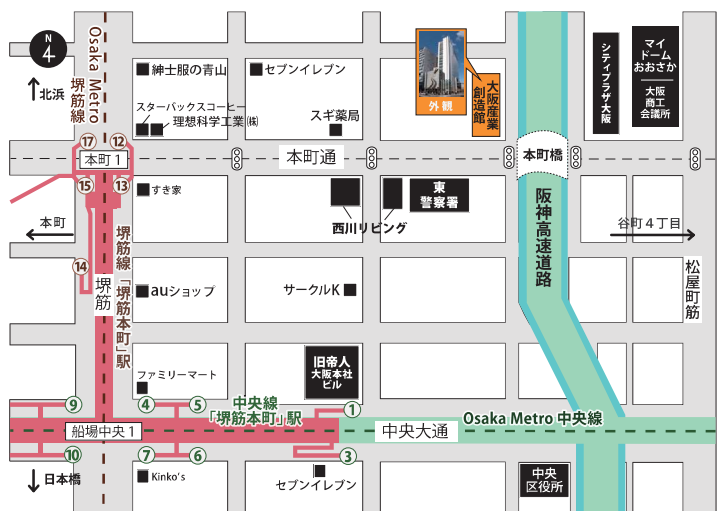 N
4
北浜
Osaka Metro
堺筋線
紳士服の青山
セブンイレブン
外観
大阪産業
創造館
シティプラザ大阪
マイ
ドーム
おおさか
大阪
商工
会議所
スターバックスコーヒー
理想科学工業㈱
スギ薬局
⑰
⑫
本町1
本町通
本町橋
⑮
⑬
すき家
西川リビング
東
警察署
阪神高速道路
本町
谷町4丁目
⑭
堺筋
堺筋線
「堺筋本町」駅
auショップ
サークルK
松屋町筋
ファミリーマート
旧帝人
大阪本社
ビル
⑨
④
⑤
中央線
「堺筋本町」駅
①
Osaka Metro 中央線
船場中央1
中央大通
⑩
⑦
⑥
③
日本橋
Kinko's
セブンイレブン
中央
区役所